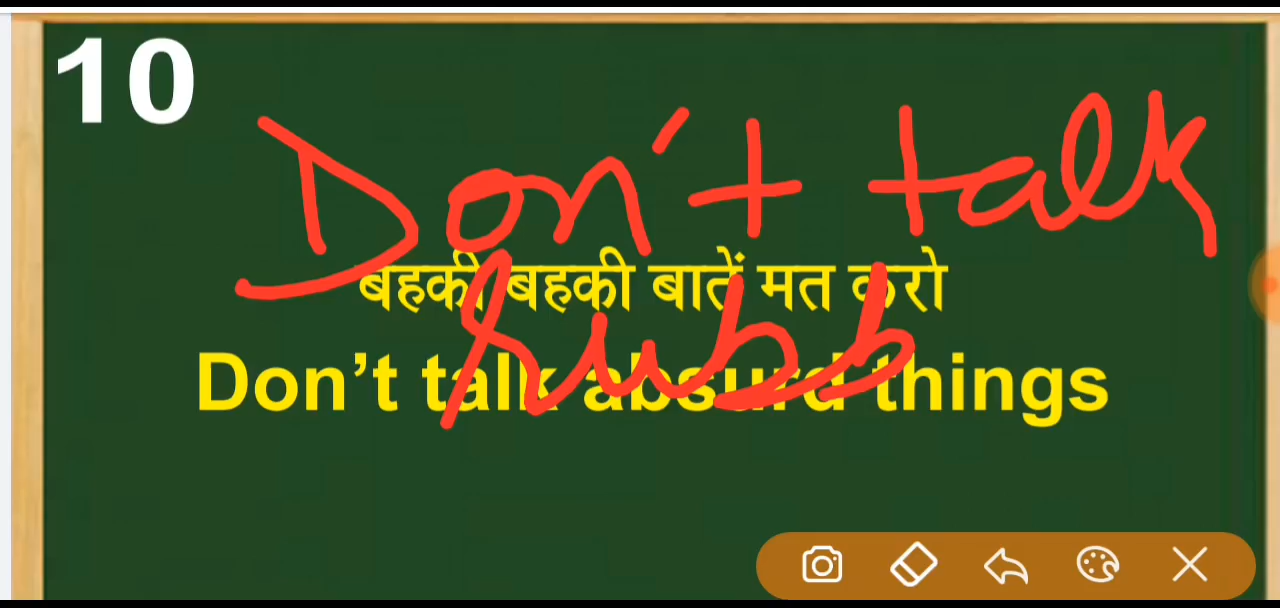 10
Don't talk
बहकी बहकी बातें मत करो
rubb
Don’t talk absurd things